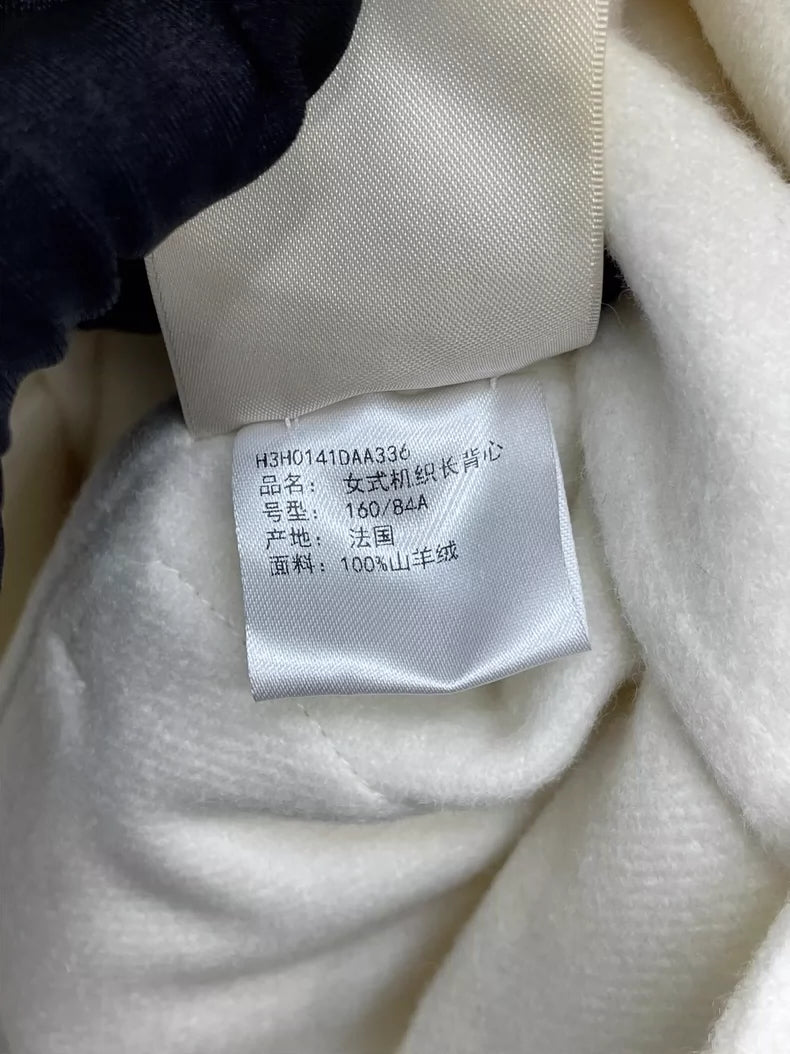 H3H0141DAA336
品名： 女式机织长背心
号型： 160/84A
产地： 法国
面料：100%山羊绒